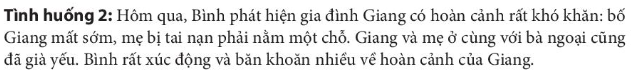 Tình huống 2: Hôm qua, Bình phát hiện gia đình Giang có hoàn cảnh rất khó khăn: bố
Giang mất sớm, mẹ bị tai nạn phải nằm một chỗ. Giang và mẹ ở cùng với bà ngoại cũng
đã già yếu. Bình rất xúc động và băn khoăn nhiều về hoàn cảnh của Giang.